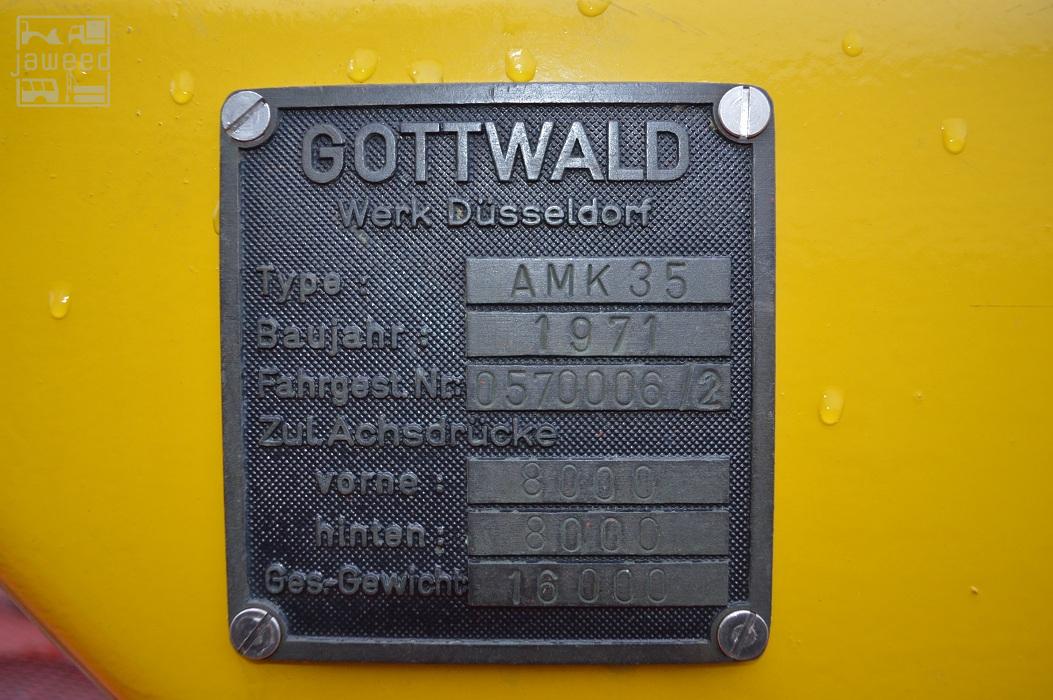 jaweed
GOTTWALD
Werk Düsseldorf
Type : AMK 35
Baujahr : 1971
Fahrgest.Nr.: 0570006/2
Zul.Achsdrücke
vorne : 8000
hinten : 8000
Ges.-Gewicht: 16000